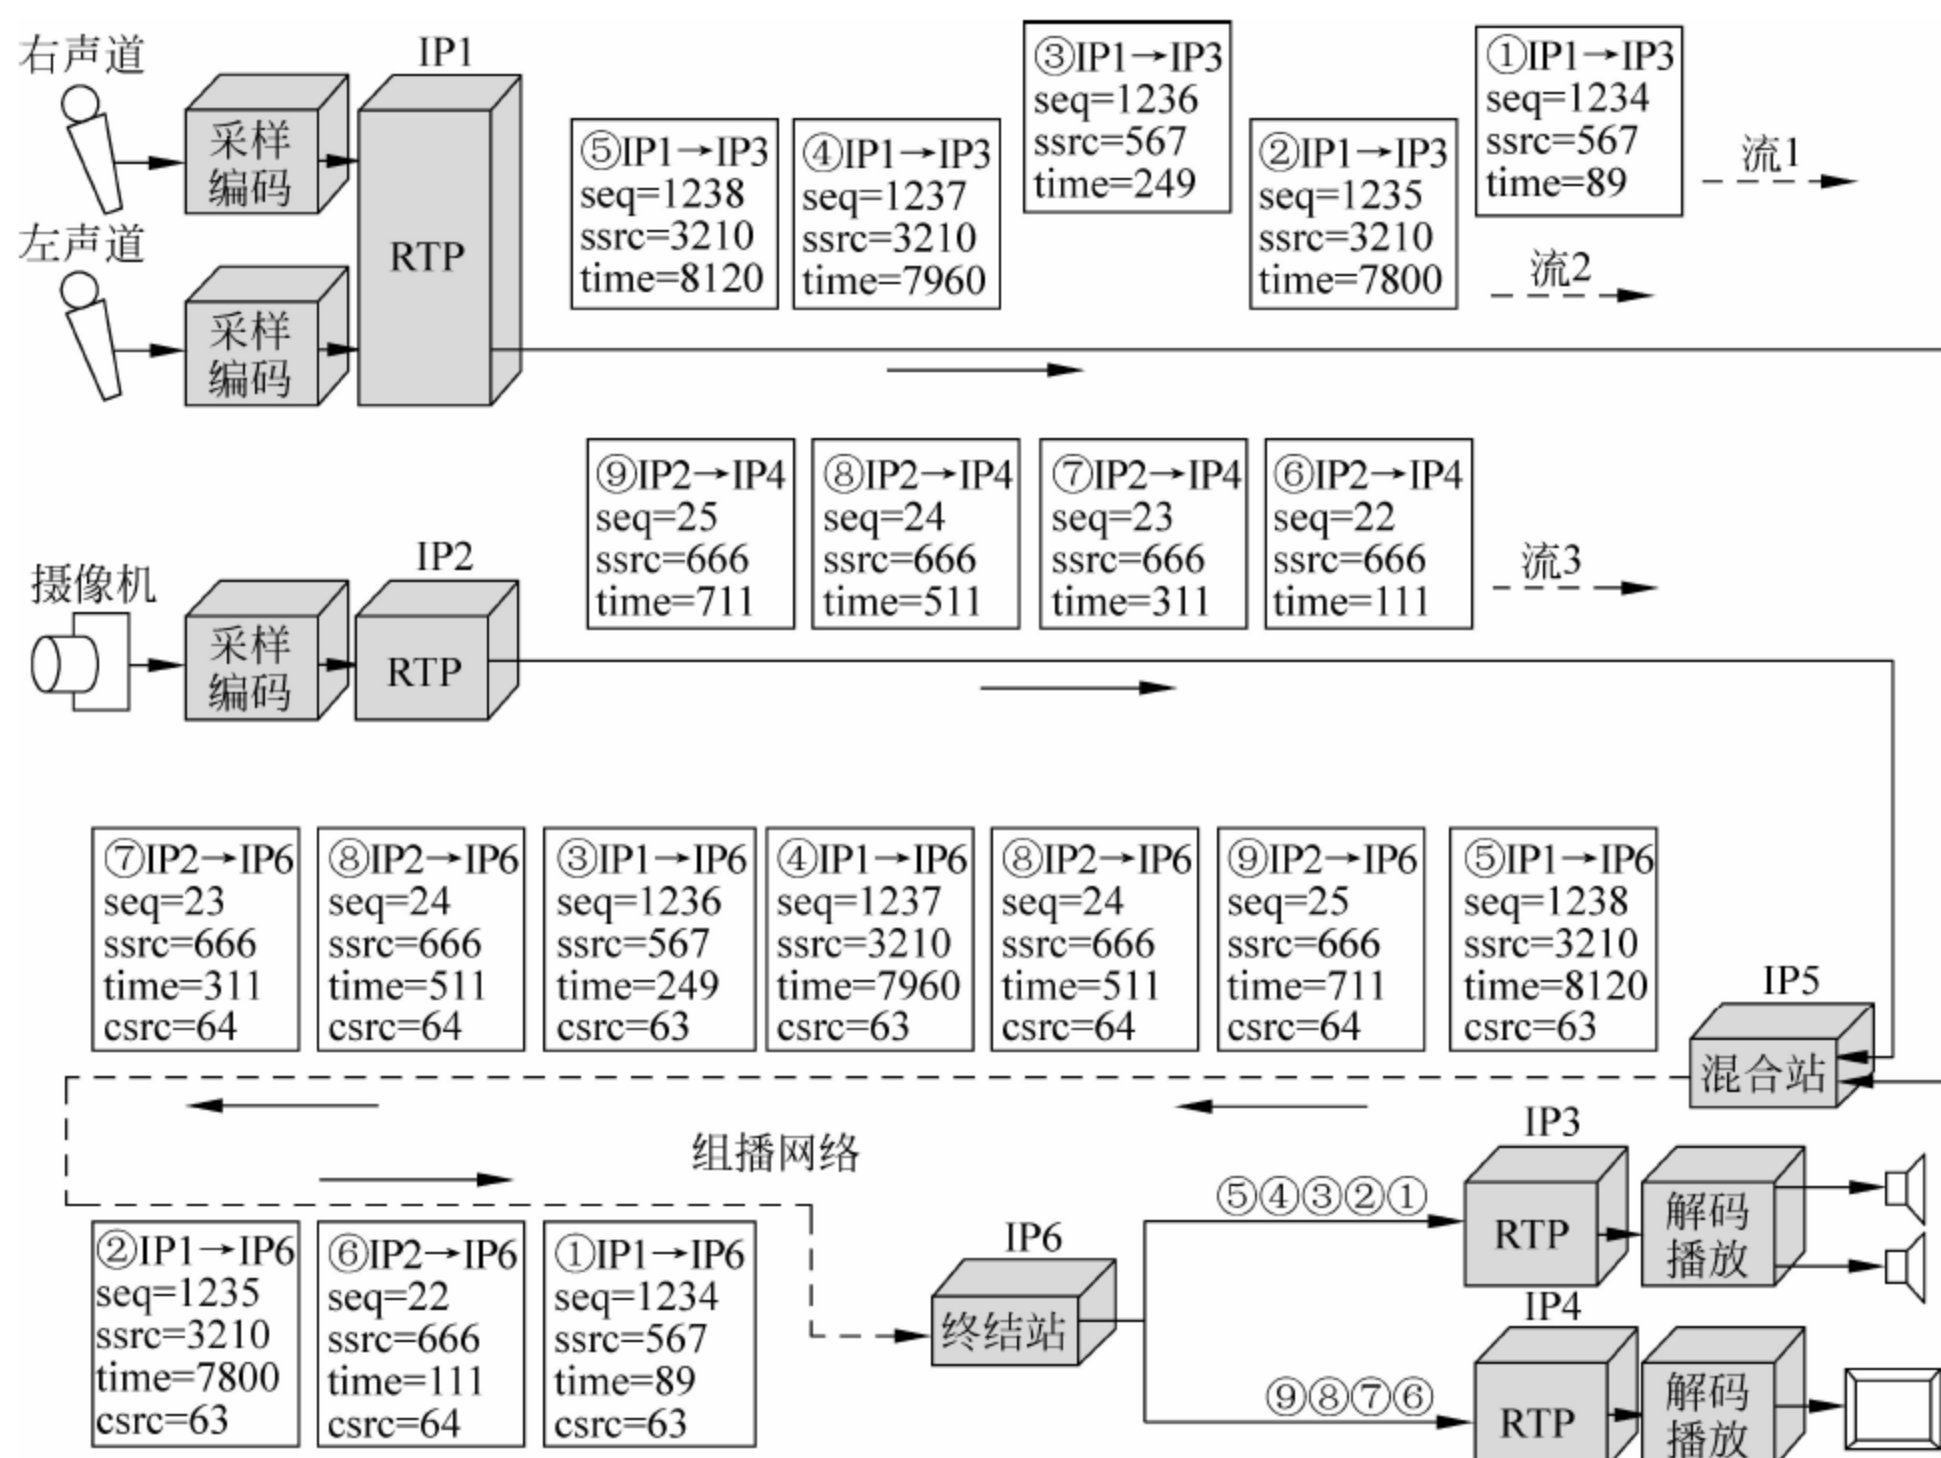 右声道
IP1
采样
编码
RTP
左声道
采样
编码
⑤IP1→IP3
seq=1238
ssrc=3210
time=8120
④IP1→IP3
seq=1237
ssrc=3210
time=7960
③IP1→IP3
seq=1236
ssrc=567
time=249
②IP1→IP3
seq=1235
ssrc=3210
time=7800
①IP1→IP3
seq=1234
ssrc=567
time=89
流1
流2
摄像机
IP2
采样
编码
RTP
⑨IP2→IP4
seq=25
ssrc=666
time=711
⑧IP2→IP4
seq=24
ssrc=666
time=511
⑦IP2→IP4
seq=23
ssrc=666
time=311
⑥IP2→IP4
seq=22
ssrc=666
time=111
流3
⑦IP2→IP6
seq=23
ssrc=666
time=311
csrc=64
⑧IP2→IP6
seq=24
ssrc=666
time=511
csrc=64
③IP1→IP6
seq=1236
ssrc=567
time=249
csrc=63
④IP1→IP6
seq=1237
ssrc=3210
time=7960
csrc=63
⑧IP2→IP6
seq=24
ssrc=666
time=511
csrc=64
⑨IP2→IP6
seq=25
ssrc=666
time=711
csrc=64
⑤IP1→IP6
seq=1238
ssrc=3210
time=8120
csrc=63
IP5
混合站
组播网络
②IP1→IP6
seq=1235
ssrc=3210
time=7800
csrc=63
⑥IP2→IP6
seq=22
ssrc=666
time=111
csrc=64
①IP1→IP6
seq=1234
ssrc=567
time=89
csrc=63
IP6
终结站
⑤④③②①
IP3
RTP
解码
播放
⑨⑧⑦⑥
IP4
RTP
解码
播放